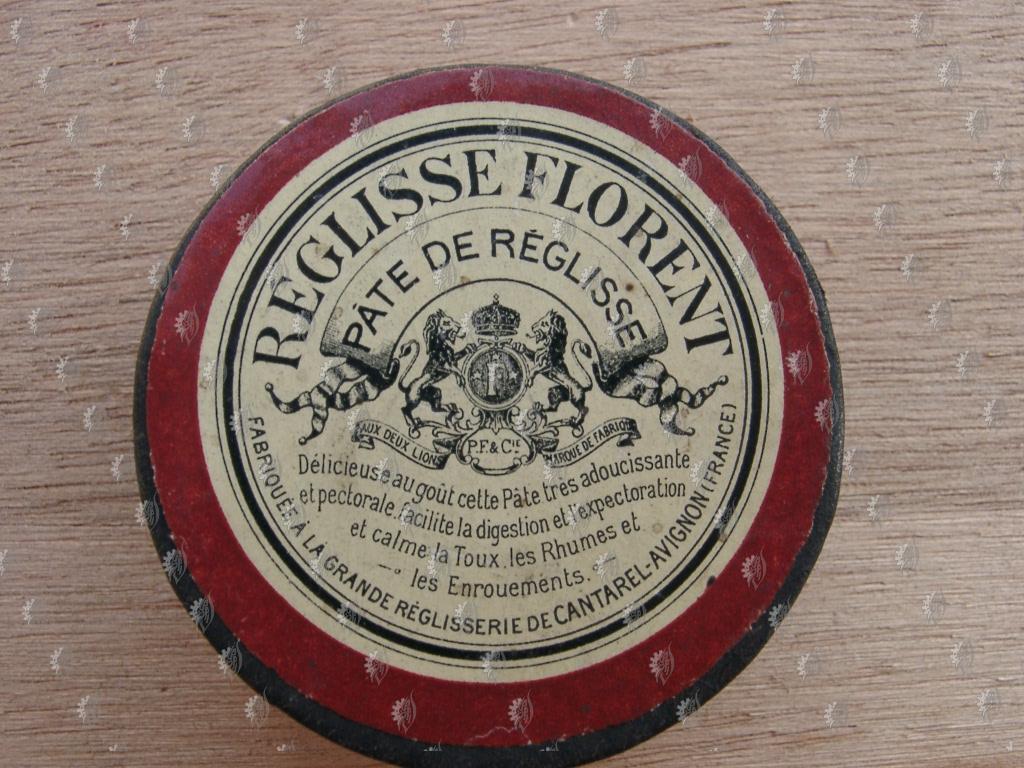 REGLISSE FLORENT
PÂTE DE RÉGLISSE
AUX DEUX LIONS
P.F. & Cie
MARQUE DE FABRIQUE
Délicieuse au goût cette Pâte très adoucissante
et pectorale, facilite la digestion et l'expectoration
et calme la Toux, les Rhumes et
les Enrouements.
FABRIQUÉE À LA GRANDE RÉGLISSERIE DE CANTAREL-AVIGNON (FRANCE)